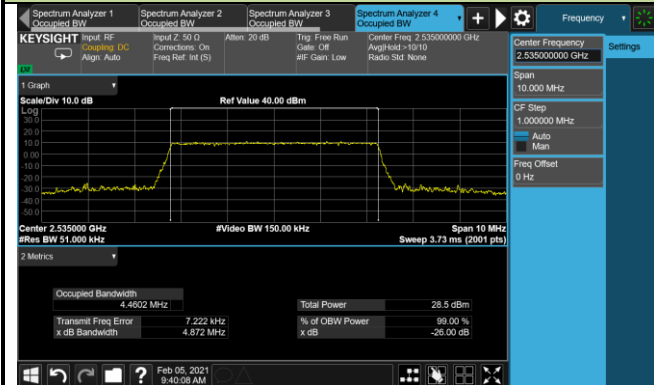 Spectrum Analyzer 1
Occupied BW
Spectrum Analyzer 2
Occupied BW
Spectrum Analyzer 3
Occupied BW
Spectrum Analyzer 4
Occupied BW
Frequency
KEYSIGHT
Input: RF
Coupling: DC
Align: Auto
Input Z: 50 Ω
Corrections: On
Freq Ref: Int (S)
Atten: 20 dB
Trig: Free Run
Gate: Off
#IF Gain: Low
Center Freq: 2.535000000 GHz
Avg|Hold:>10/10
Radio Std: None
Center Frequency
2.535000000 GHz
Settings
Span
10.000 MHz
CF Step
1.000000 MHz
Auto
Man
Freq Offset
0 Hz
1 Graph
Scale/Div 10.0 dB
Ref Value 40.00 dBm
Log
30.0
20.0
10.0
0.00
-10.0
-20.0
-30.0
-40.0
-50.0
Center 2.535000 GHz
#Video BW 150.00 kHz
Span 10 MHz
#Res BW 51.000 kHz
Sweep 3.73 ms (2001 pts)
2 Metrics
Occupied Bandwidth
4.4602 MHz
Total Power 28.5 dBm
Transmit Freq Error 7.222 kHz
% of OBW Power 99.00 %
x dB Bandwidth 4.872 MHz
x dB -26.00 dB
?
Feb 05, 2021
9:40:08 AM